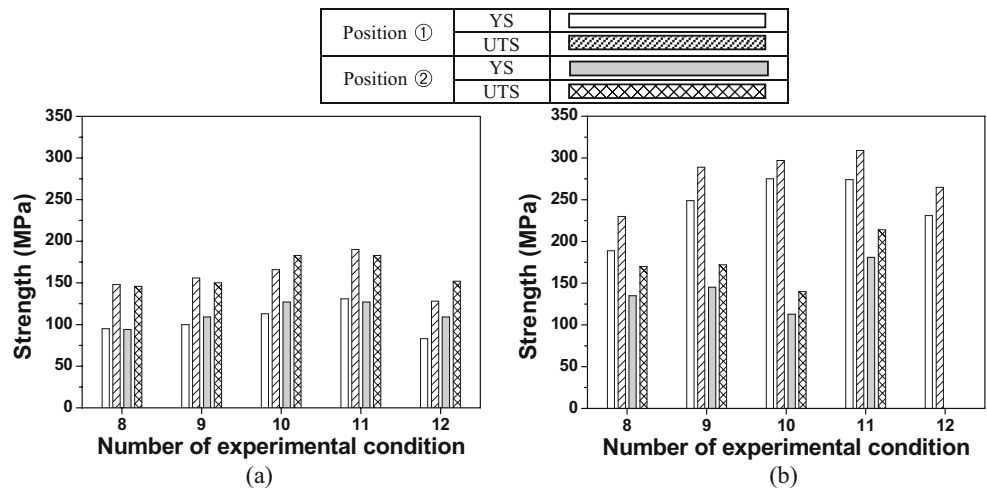 Position ① YS
UTS
Position ② YS
UTS
350
300
250
200
150
100
50
0
Strength (MPa)
8 9 10 11 12
Number of experimental condition
(a)
350
300
250
200
150
100
50
0
Strength (MPa)
8 9 10 11 12
Number of experimental condition
(b)